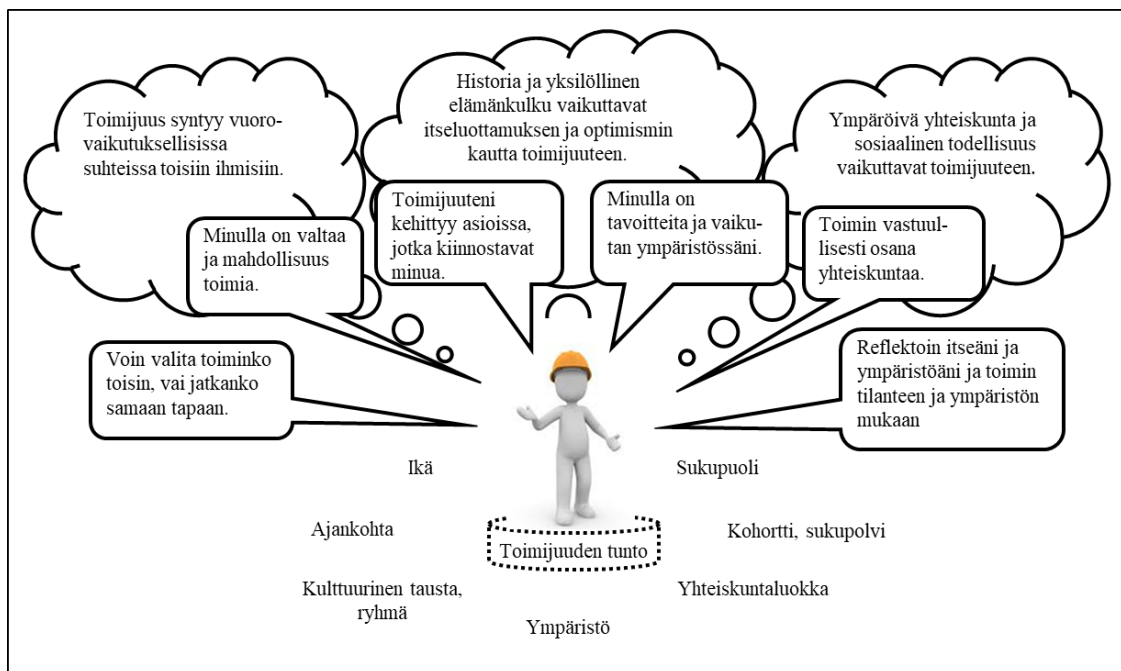 Toimijuus syntyy vuoro-
vaikutuksellisissa
suhteissa toisiin ihmisiin.
Historia ja yksilöllinen
elämänkulku vaikuttavat
itseluottamuksen ja optimismin
kautta toimijuuteen.
Ympäröivä yhteiskunta ja
sosiaalinen todellisuus
vaikuttavat toimijuuteen.
Minulla on valtaa
ja mahdollisuus
toimia.
Toimijuuteni
kehittyy asioissa,
jotka kiinnostavat
minua.
Minulla on
tavoitteita ja vaiku-
tan ympäristössäni.
Toimin vastuul-
lisesti osana
yhteiskuntaa.
Voin valita toiminko
toisin, vai jatkanko
samaan tapaan.
Reflektoin itseäni ja
ympäristöäni ja toimin
tilanteen ja ympäristön
mukaan
Ikä
Sukupuoli
Ajankohta
Toimijuuden tunto
Kohortti, sukupolvi
Kulttuurinen tausta,
ryhmä
Yhteiskuntaluokka
Ympäristö